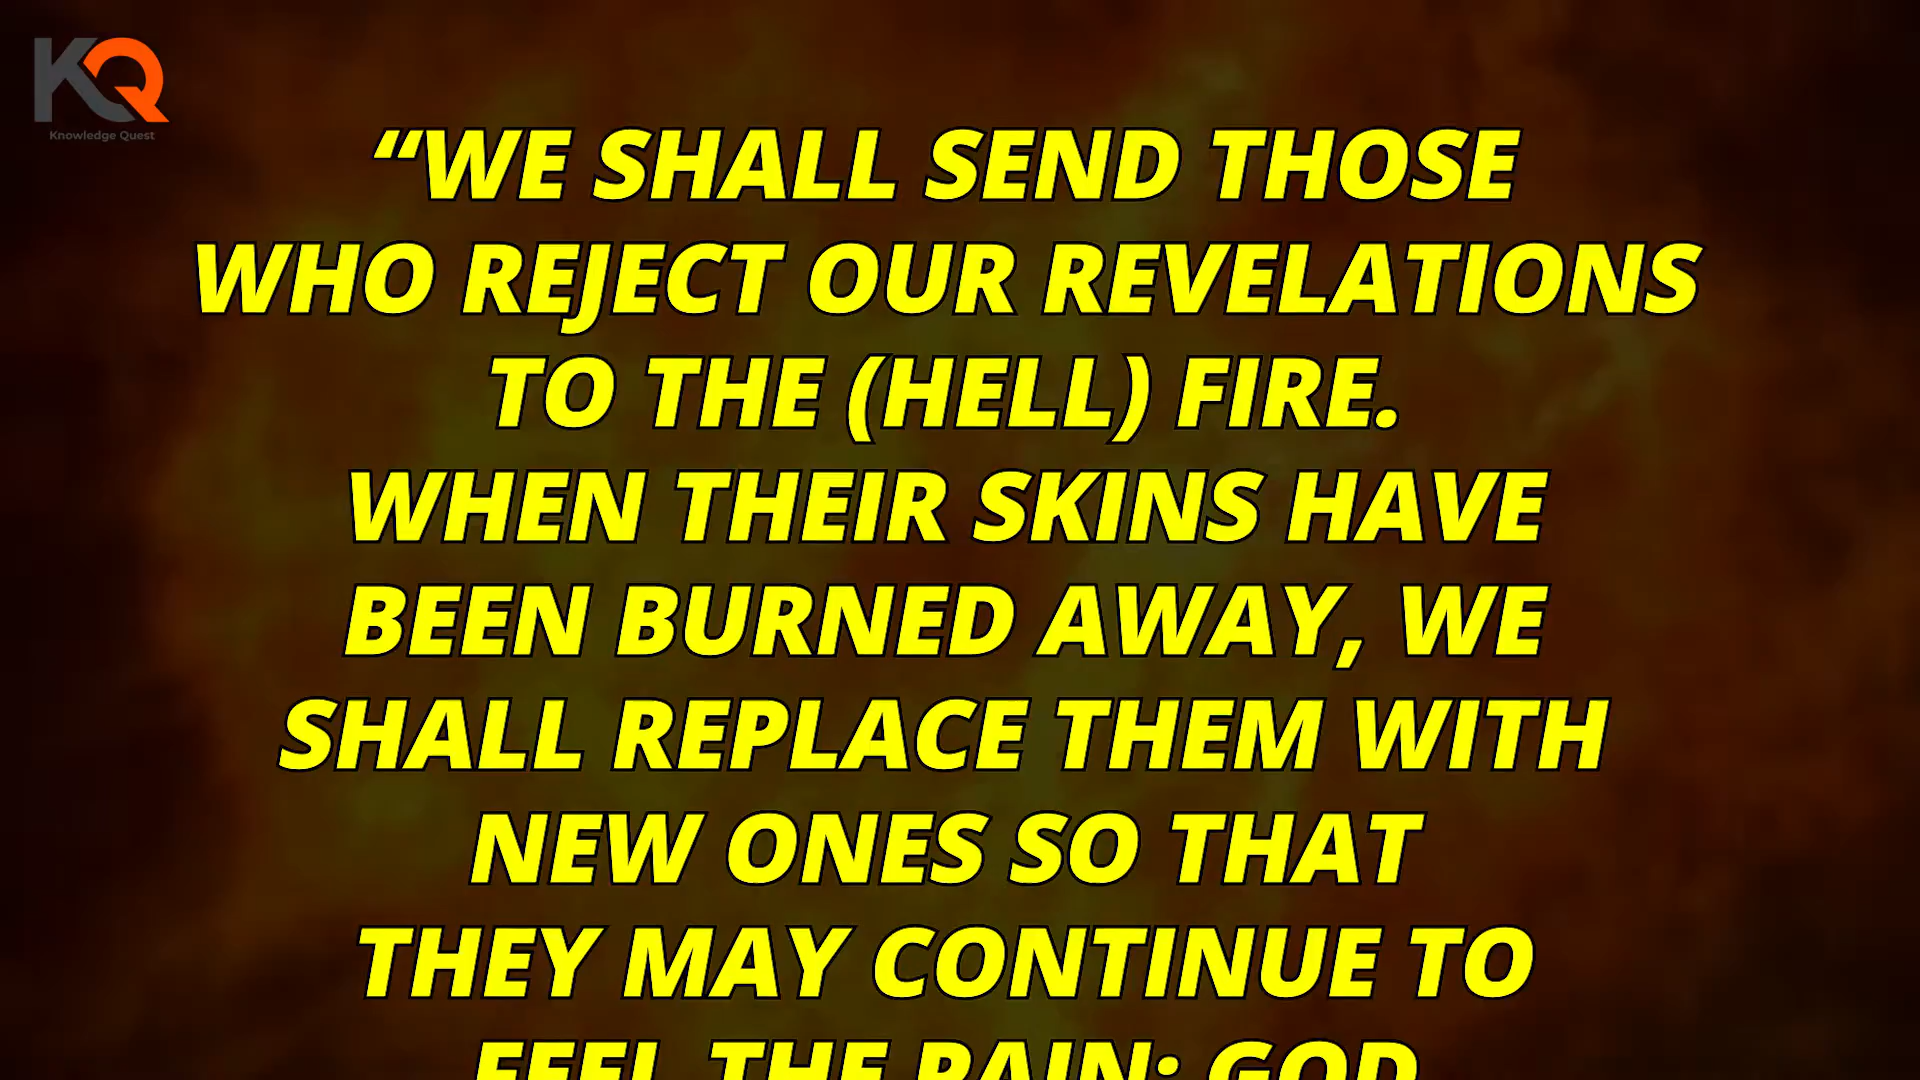 KQ
Knowledge Quest
“WE SHALL SEND THOSE
WHO REJECT OUR REVELATIONS
TO THE (HELL) FIRE.
WHEN THEIR SKINS HAVE
BEEN BURNED AWAY, WE
SHALL REPLACE THEM WITH
NEW ONES SO THAT
THEY MAY CONTINUE TO
FEEL THE PAIN: GOD